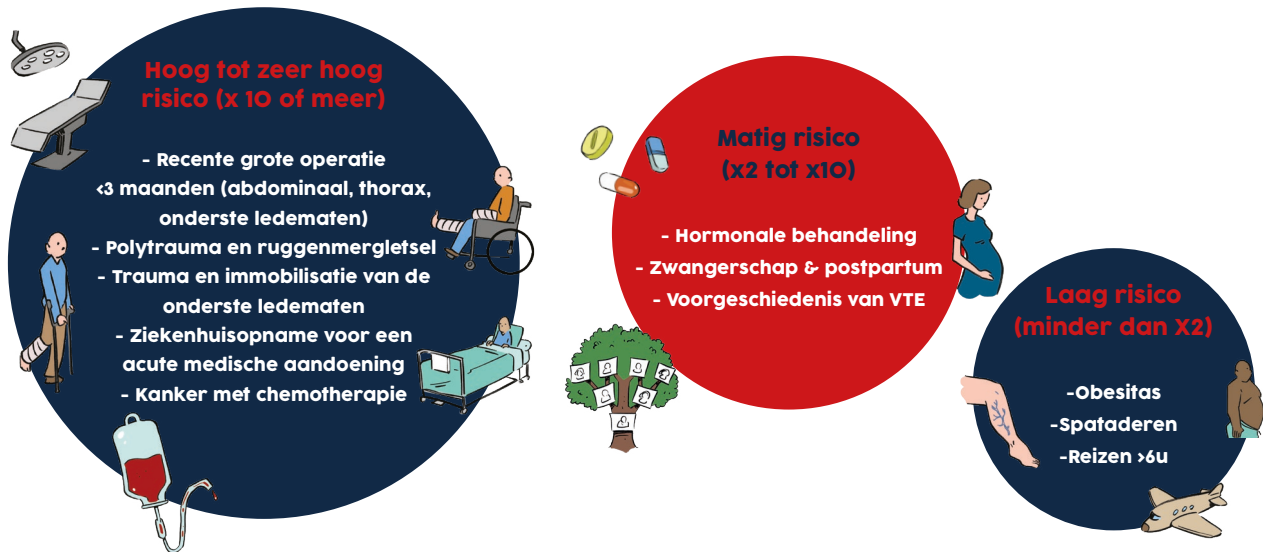 Hoog tot zeer hoog
risico (x 10 of meer)
- Recente grote operatie
<3 maanden (abdominaal, thorax,
onderste ledematen)
- Polytrauma en ruggenmergletsel
- Trauma en immobilisatie van de
onderste ledematen
- Ziekenhuisopname voor een
acute medische aandoening
- Kanker met chemotherapie
Matig risico
(x2 tot x10)
- Hormonale behandeling
- Zwangerschap & postpartum
- Voorgeschiedenis van VTE
Laag risico
(minder dan X2)
-Obesitas
-Spataderen
-Reizen >6u